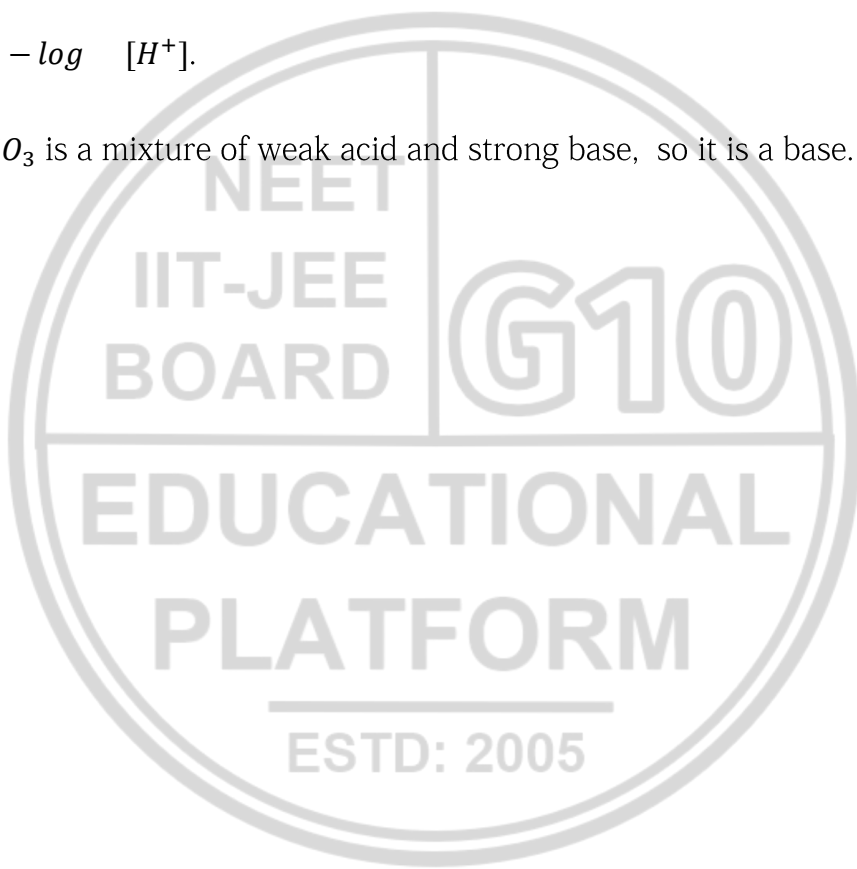 − log [H⁺].
O₃ is a mixture of weak acid and strong base, so it is a base.
NEET
IIT-JEE
BOARD
G10
EDUCATIONAL
PLATFORM
ESTD: 2005